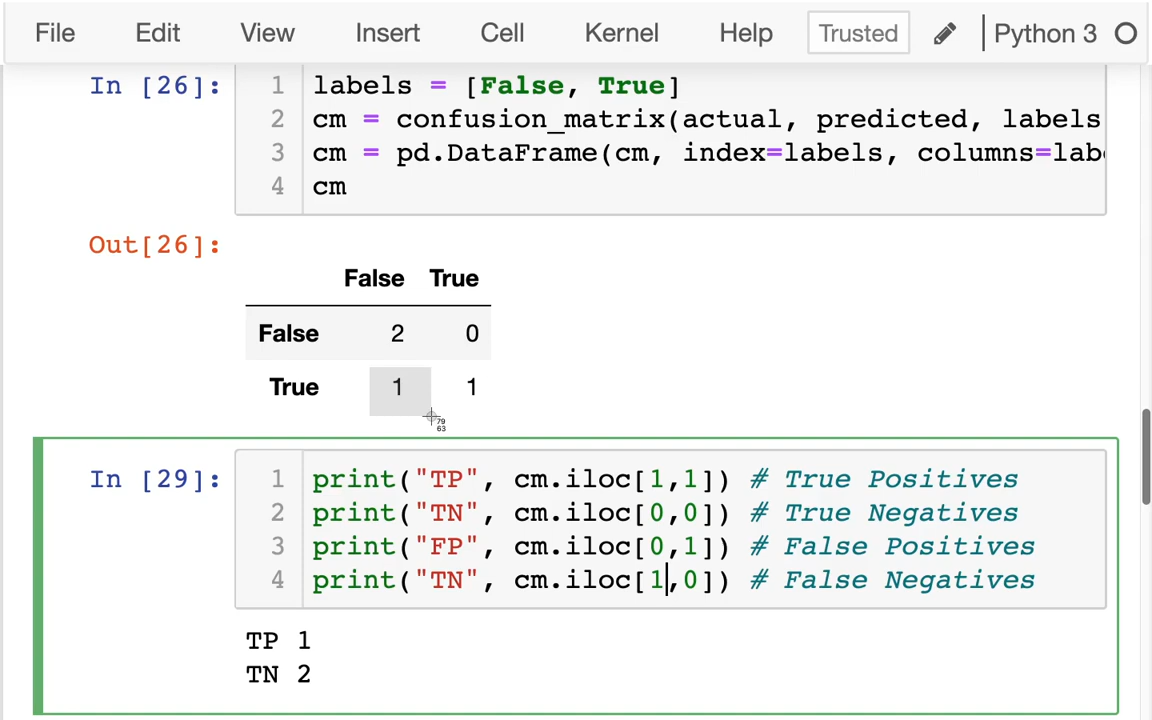 File Edit View Insert Cell Kernel Help Trusted Python 3
In [26]:
1 labels = [False, True]
2 cm = confusion_matrix(actual, predicted, labels
3 cm = pd.DataFrame(cm, index=labels, columns=lab
4 cm
Out[26]:
False True
False 2 0
True 1 1
79
63
In [29]:
1 print("TP", cm.iloc[1,1]) # True Positives
2 print("TN", cm.iloc[0,0]) # True Negatives
3 print("FP", cm.iloc[0,1]) # False Positives
4 print("TN", cm.iloc[1,0]) # False Negatives
TP 1
TN 2